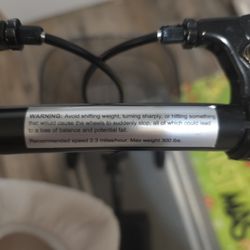 WARNING: Avoid shifting weight, turning sharply, or hitting something
that would cause the wheels to suddenly stop, all of which could lead
to a loss of balance and potential fall.
Recommended speed 2-3 miles/hour. Max weight 300 lbs.